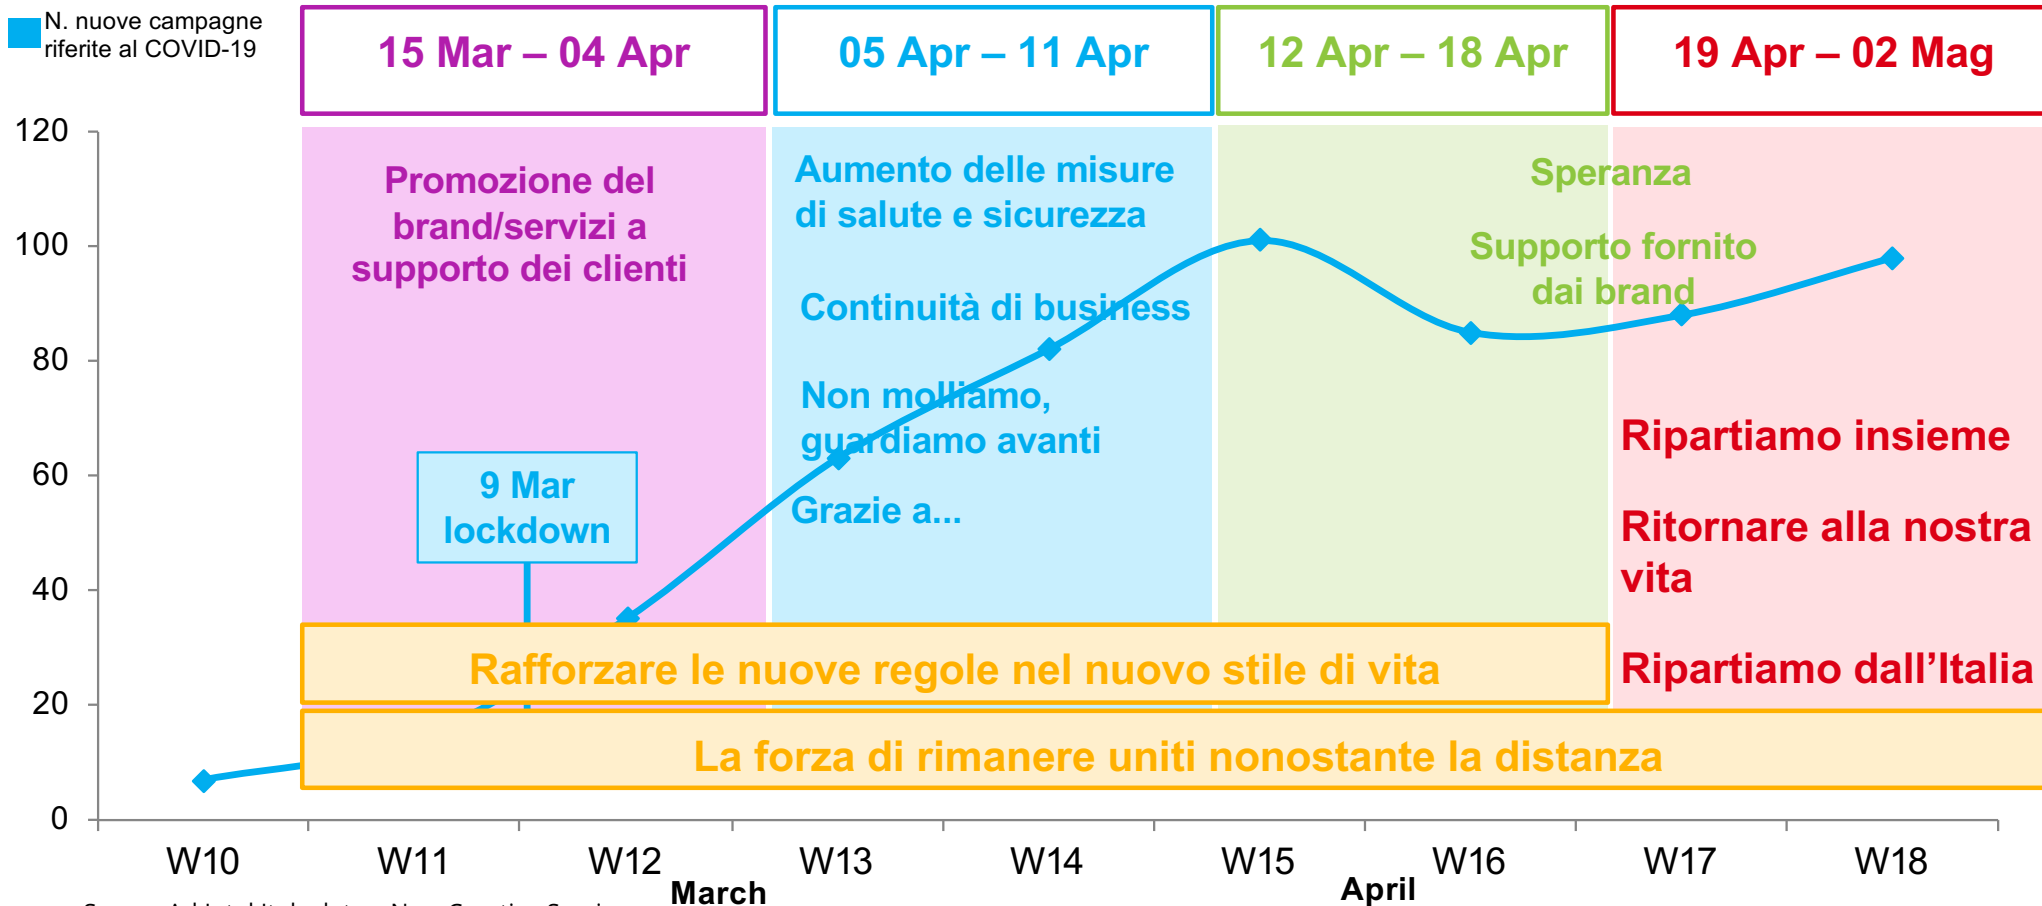 N. nuove campagne
riferite al COVID-19
15 Mar – 04 Apr
05 Apr – 11 Apr
12 Apr – 18 Apr
19 Apr – 02 Mag
120
100
80
60
40
20
0
Promozione del
brand/servizi a
supporto dei clienti
9 Mar
lockdown
Aumento delle misure
di salute e sicurezza
Continuità di business
Non molliamo,
guardiamo avanti
Grazie a...
Speranza
Supporto fornito
dai brand
Ripartiamo insieme
Ritornare alla nostra
vita
Ripartiamo dall’Italia
Rafforzare le nuove regole nel nuovo stile di vita
La forza di rimanere uniti nonostante la distanza
W10
W11
W12
W13
W14
W15
W16
W17
W18
March
April